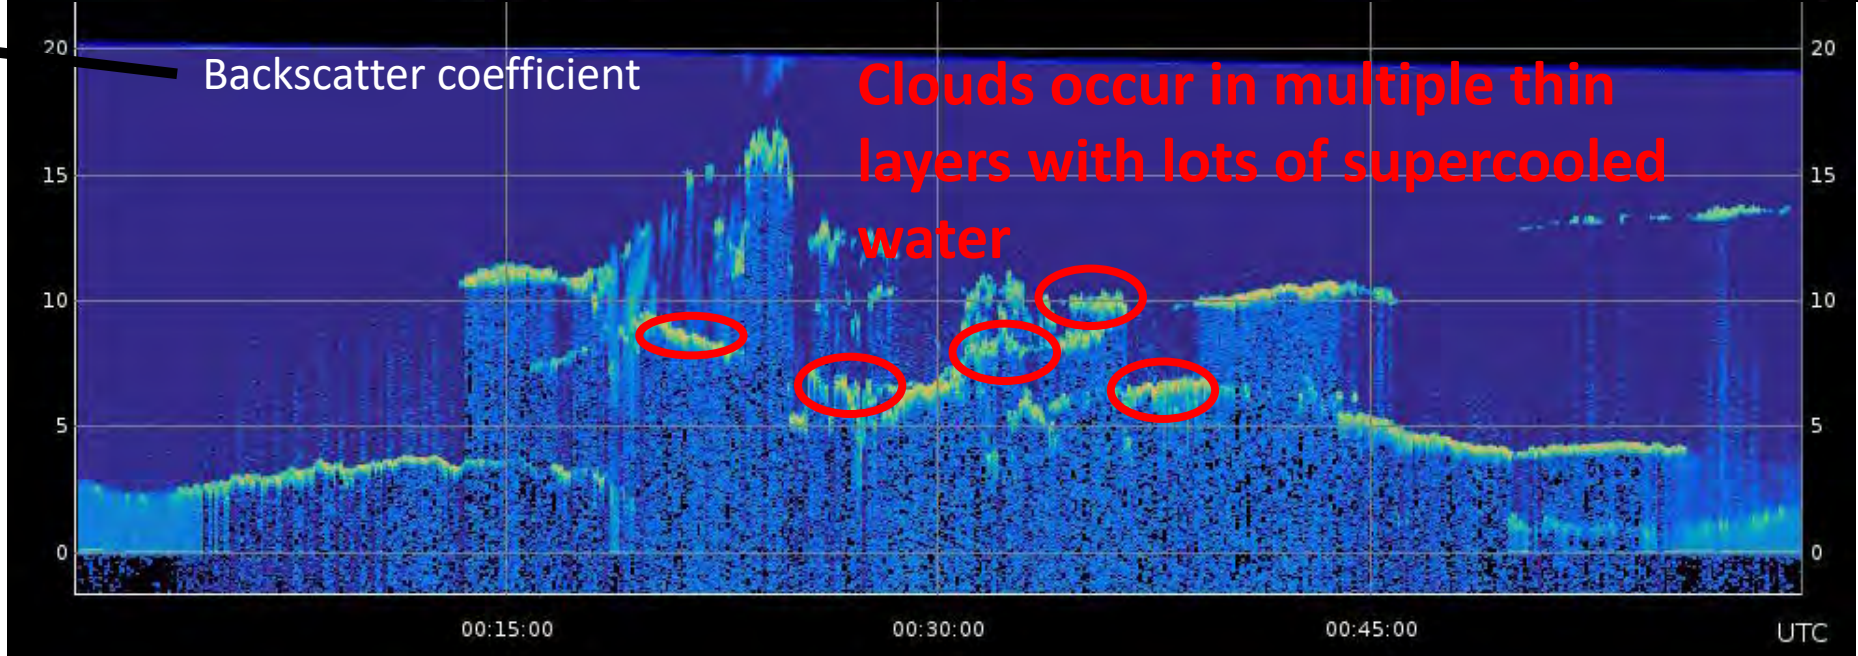 20
20
Backscatter coefficient
Clouds occur in multiple thin
layers with lots of supercooled
water
15
15
10
10
5
5
0
0
00:15:00
00:30:00
00:45:00
UTC